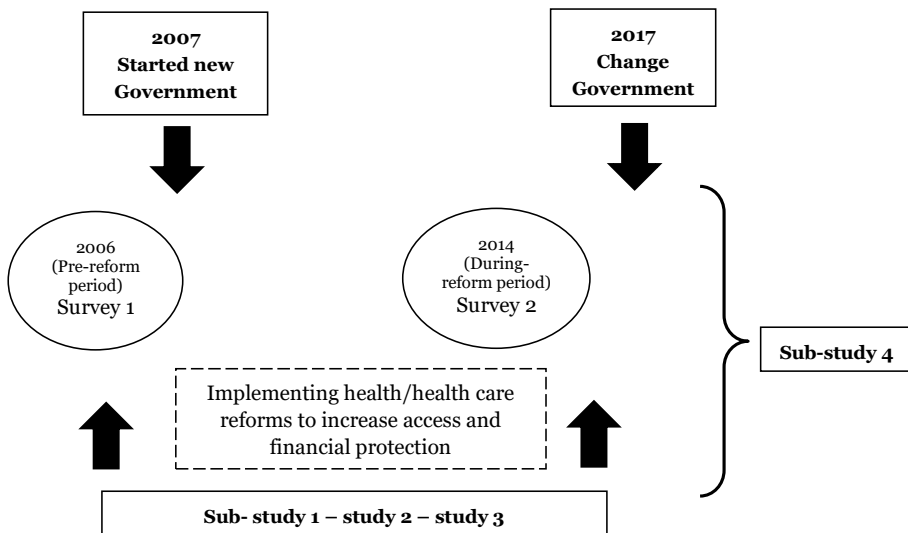 2007
Started new
Government
2017
Change
Government
2006
(Pre-reform
period)
Survey 1
2014
(During-
reform period)
Survey 2
Sub-study 4
Implementing health/health care
reforms to increase access and
financial protection
Sub- study 1 – study 2 – study 3